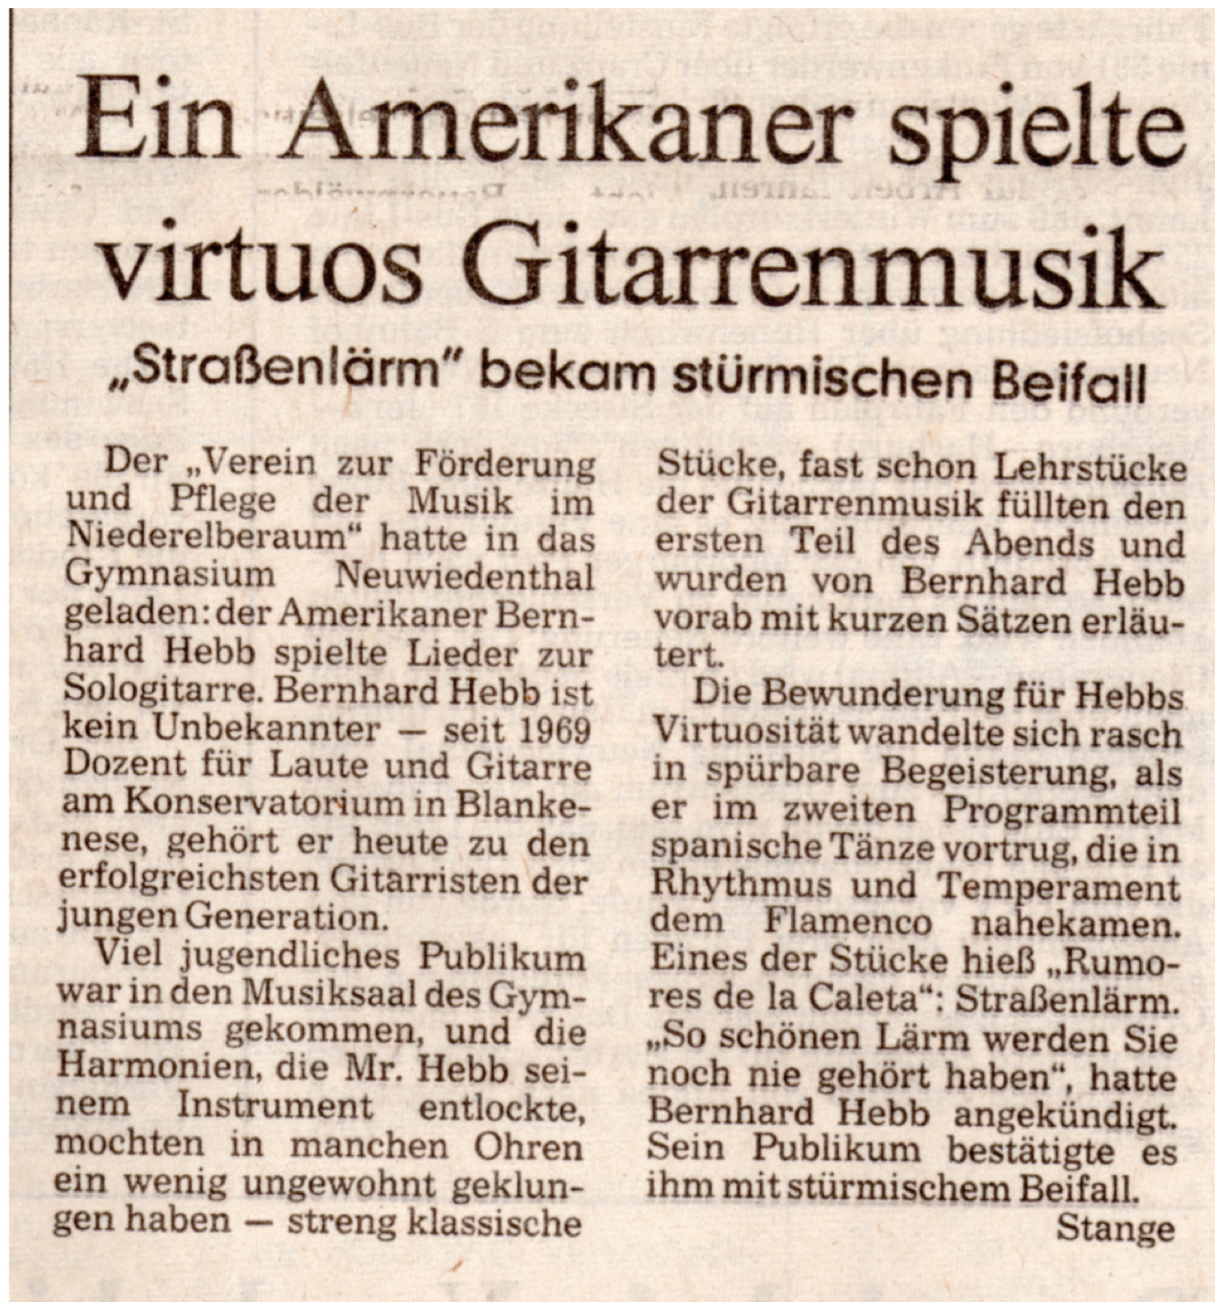 Ein Amerikaner spielte
virtuos Gitarrenmusik
„Straßenlärm“ bekam stürmischen Beifall
Der „Verein zur Förderung
und Pflege der Musik im
Niederelberaum“ hatte in das
Gymnasium Neuwiedenthal
geladen: der Amerikaner Bern-
hard Hebb spielte Lieder zur
Sologitarre. Bernhard Hebb ist
kein Unbekannter — seit 1969
Dozent für Laute und Gitarre
am Konservatorium in Blanke-
nese, gehört er heute zu den
erfolgreichsten Gitarristen der
jungen Generation.
Viel jugendliches Publikum
war in den Musiksaal des Gym-
nasiums gekommen, und die
Harmonien, die Mr. Hebb sei-
nem Instrument entlockte,
mochten in manchen Ohren
ein wenig ungewohnt geklun-
gen haben — streng klassische
Stücke, fast schon Lehrstücke
der Gitarrenmusik füllten den
ersten Teil des Abends und
wurden von Bernhard Hebb
vorab mit kurzen Sätzen erläu-
tert.
Die Bewunderung für Hebbs
Virtuosität wandelte sich rasch
in spürbare Begeisterung, als
er im zweiten Programmteil
spanische Tänze vortrug, die in
Rhythmus und Temperament
dem Flamenco nahekamen.
Eines der Stücke hieß „Rumo-
res de la Caleta“: Straßenlärm.
„So schönen Lärm werden Sie
noch nie gehört haben“, hatte
Bernhard Hebb angekündigt.
Sein Publikum bestätigte es
ihm mit stürmischem Beifall.
Stange